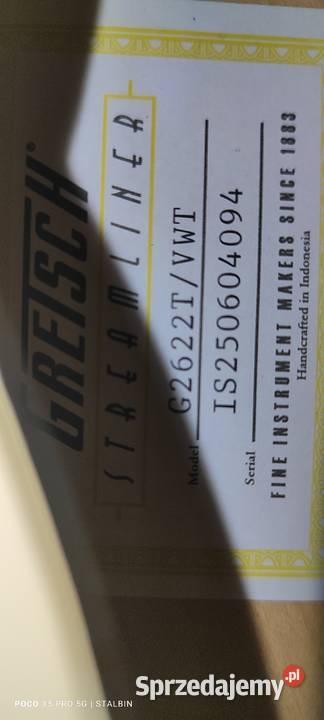 GRETSCH®
STREAMLINER
Model G2622T/VWT
Serial IS250604094
FINE INSTRUMENT MAKERS SINCE 1883
Handcrafted in Indonesia
POCO X5 PRO 5G | STALBIN
Sprzedajemy.pl